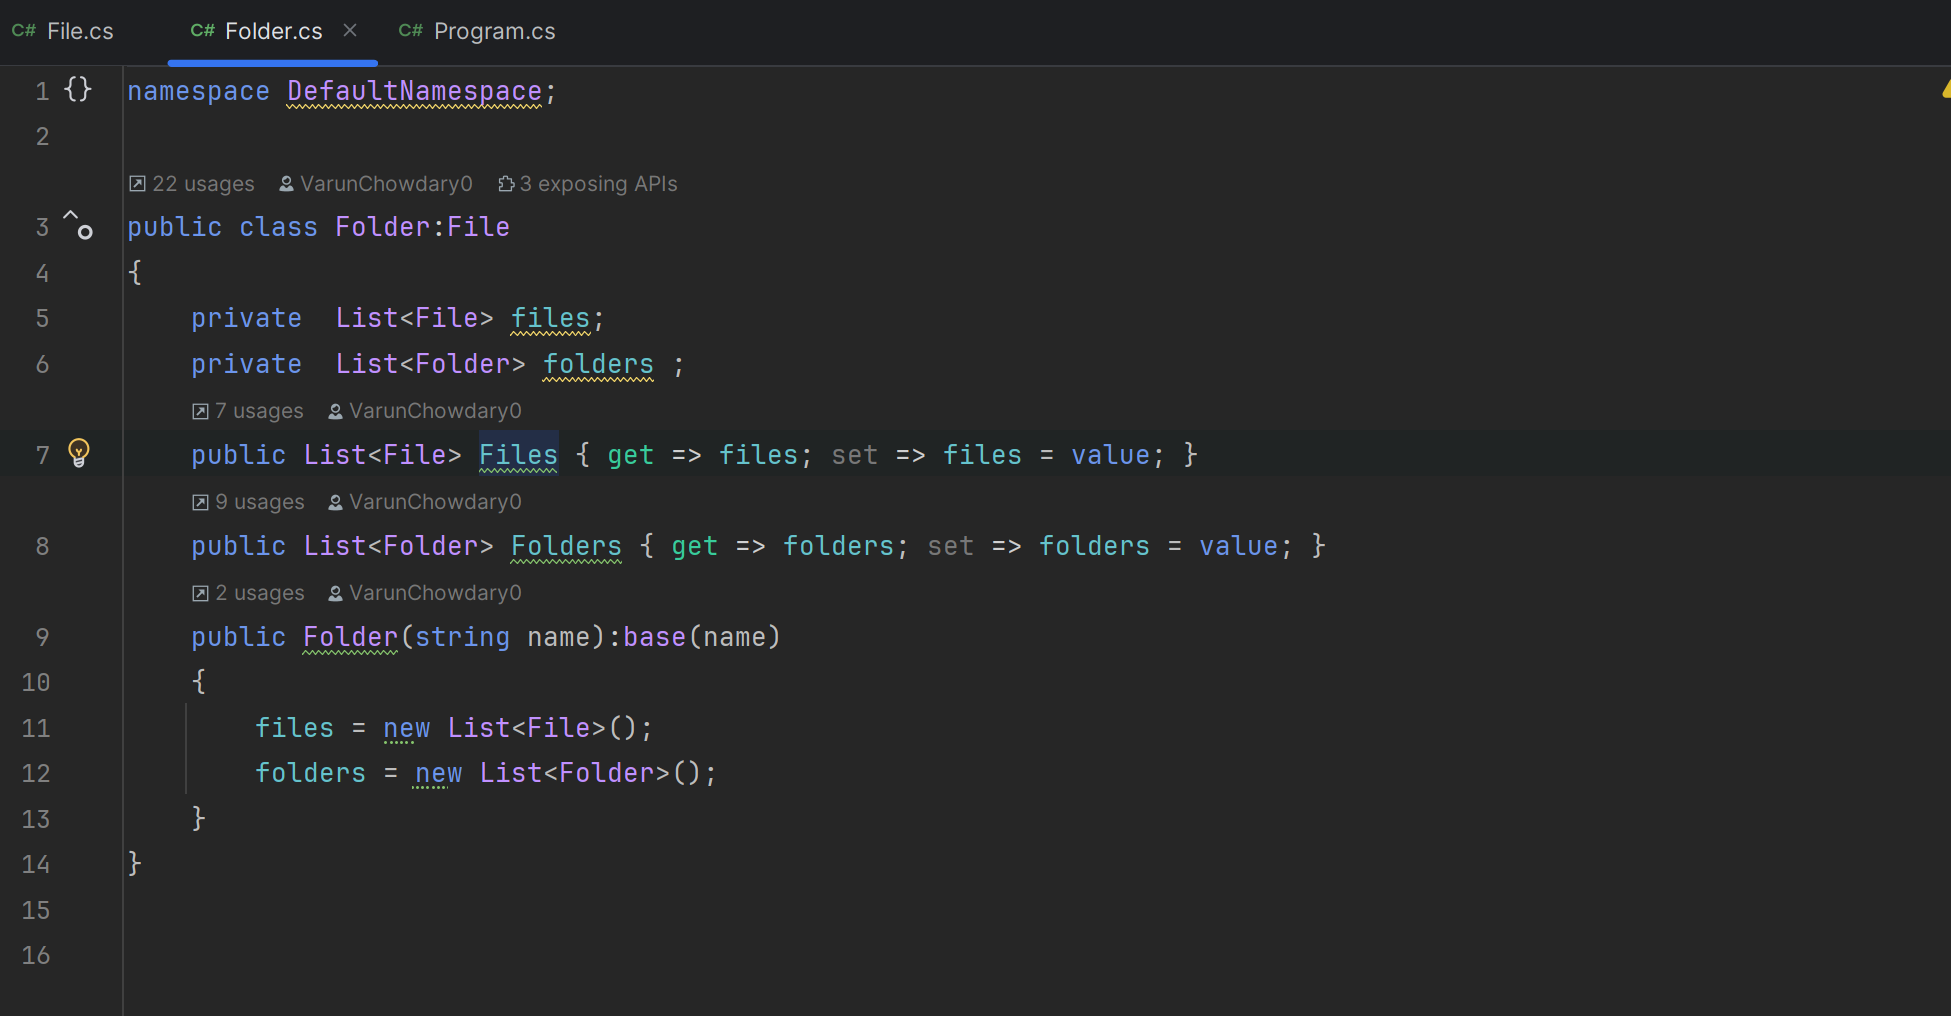 C# File.cs C# Folder.cs × C# Program.cs
1 {} namespace DefaultNamespace;
2
22 usages VarunChowdary0 3 exposing APIs
3 public class Folder:File
4 {
5 private  List<File> files;
6 private  List<Folder> folders ;
7 usages VarunChowdary0
7 public List<File> Files { get => files; set => files = value; }
9 usages VarunChowdary0
8 public List<Folder> Folders { get => folders; set => folders = value; }
2 usages VarunChowdary0
9 public Folder(string name):base(name)
10 {
11 files = new List<File>();
12 folders = new List<Folder>();
13 }
14 }
15
16